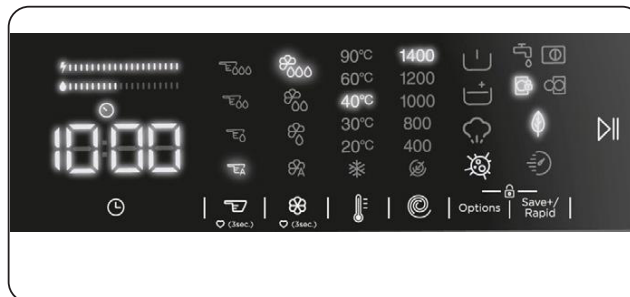 90°C 1400
60°C 1200
40°C 1000
30°C 800
20°C 400
10:00
A A
Options
Save+/
Rapid
(3sec.) (3sec.)